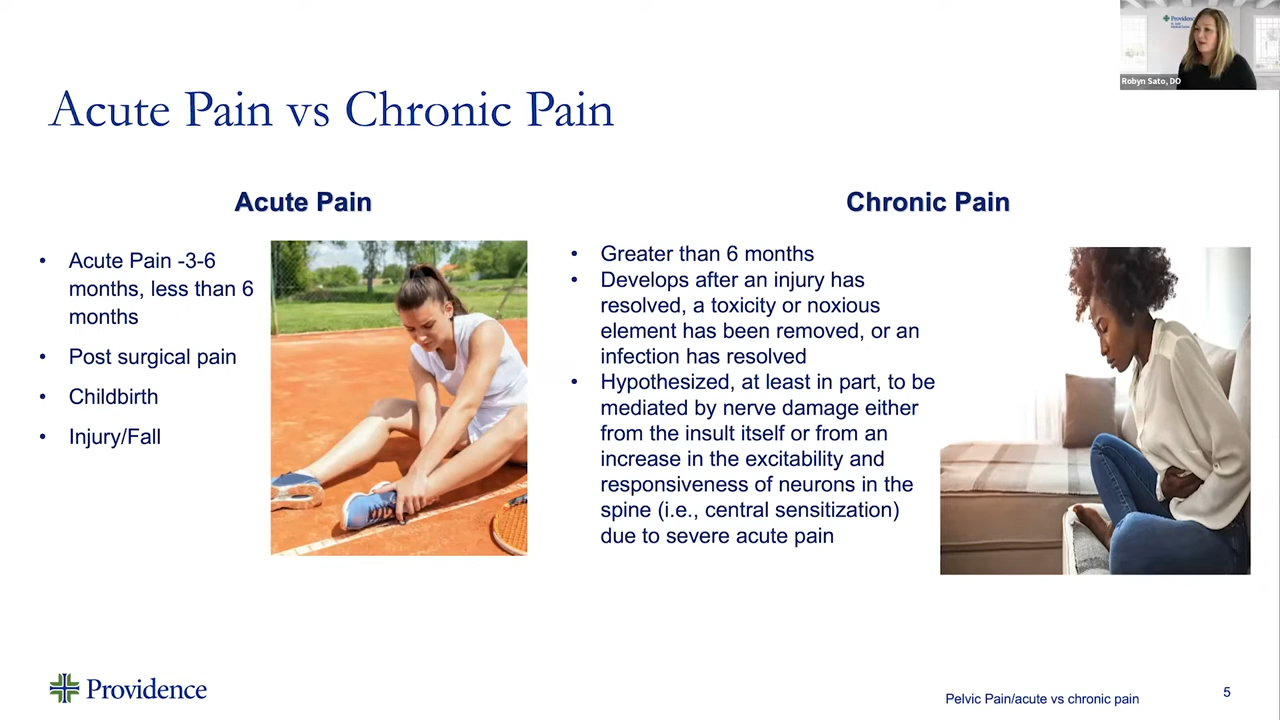 Providence
Robyn Sato, DO
Acute Pain vs Chronic Pain
Acute Pain
• Acute Pain -3-6
months, less than 6
months
• Post surgical pain
• Childbirth
• Injury/Fall
Chronic Pain
• Greater than 6 months
• Develops after an injury has
resolved, a toxicity or noxious
element has been removed, or an
infection has resolved
• Hypothesized, at least in part, to be
mediated by nerve damage either
from the insult itself or from an
increase in the excitability and
responsiveness of neurons in the
spine (i.e., central sensitization)
due to severe acute pain
Providence
Pelvic Pain/acute vs chronic pain
5